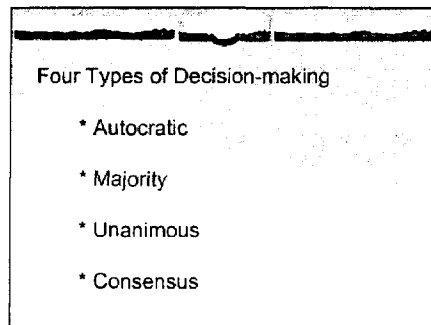 Four Types of Decision-making
* Autocratic
* Majority
* Unanimous
* Consensus